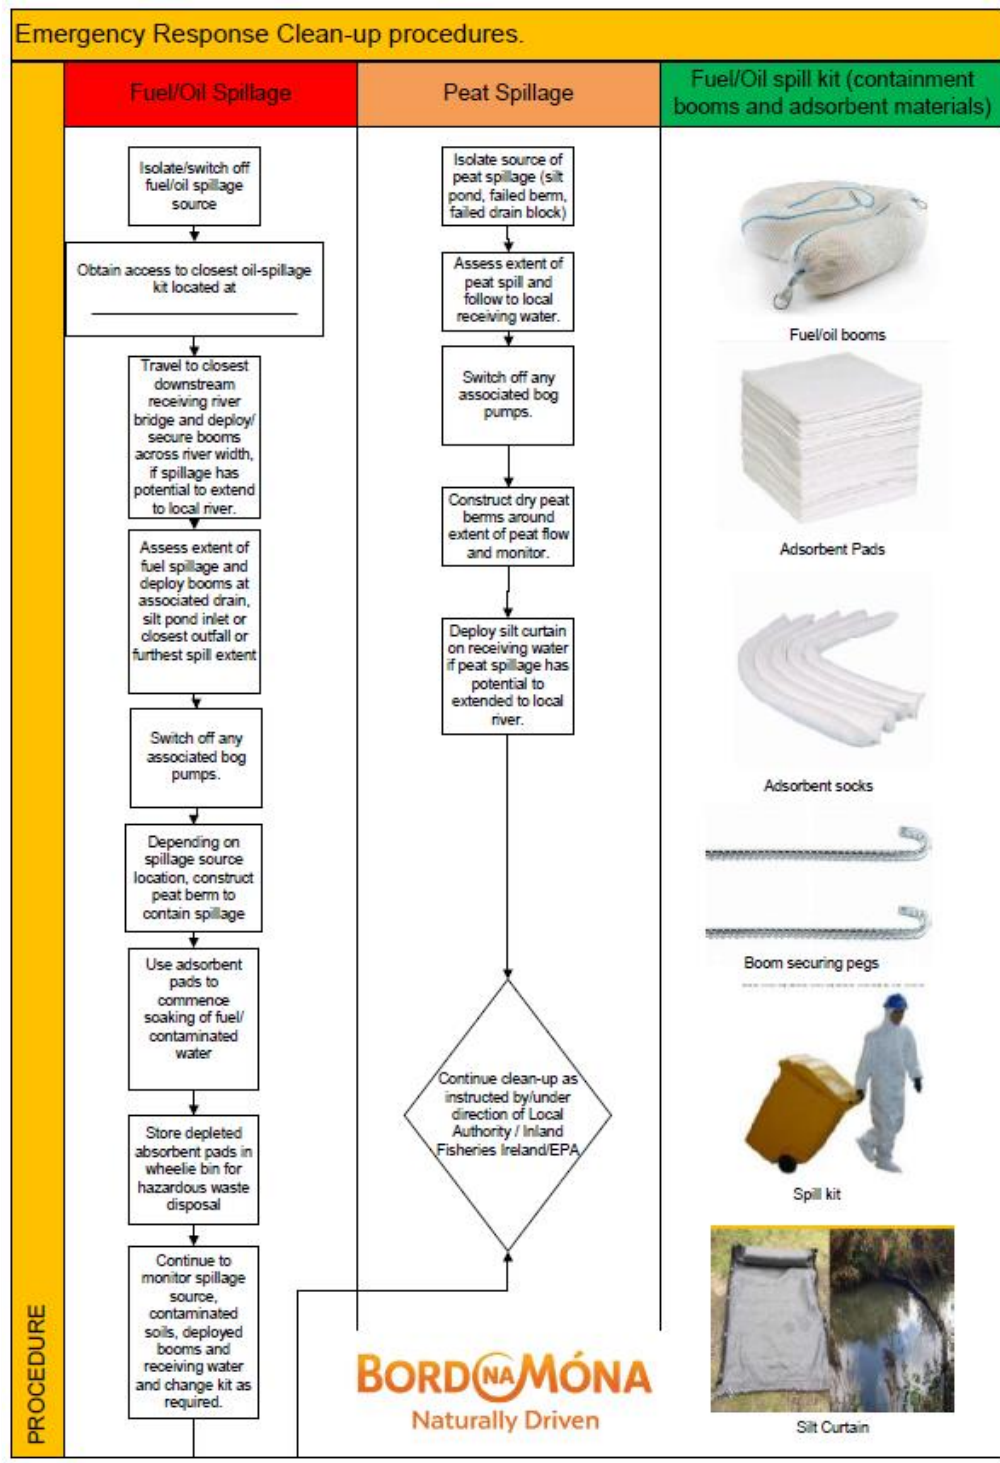 Emergency Response Clean-up procedures.
PROCEDURE
Fuel/Oil Spillage
Isolate/switch off
fuel/oil spillage
source
Obtain access to closest oil-spillage
kit located at
Travel to closest
downstream
receiving river
bridge and deploy/
secure booms
across river width,
if spillage has
potential to extend
to local river.
Assess extent of
fuel spillage and
deploy booms at
associated drain,
silt pond inlet or
closest outfall or
furthest spill extent
Switch off any
associated bog
pumps.
Depending on
spillage source
location, construct
peat berm to
contain spillage
Use adsorbent
pads to
commence
soaking of fuel/
contaminated
water
Store depleted
absorbent pads in
wheelie bin for
hazardous waste
disposal
Continue to
monitor spillage
source,
contaminated
soils, deployed
booms and
receiving water
and change kit as
required.
Peat Spillage
Isolate source of
peat spillage (silt
pond, failed berm,
failed drain block)
Assess extent of
peat spill and
follow to local
receiving water.
Switch off any
associated bog
pumps.
Construct dry peat
berms around
extent of peat flow
and monitor.
Deploy silt curtain
on receiving water
if peat spillage has
potential to
extended to local
river.
Continue clean-up as
instructed by/under
direction of Local
Authority / Inland
Fisheries Ireland/EPA
BORD NA MÓNA
Naturally Driven
Fuel/Oil spill kit (containment
booms and adsorbent materials)
Fuel/oil booms
Adsorbent Pads
Adsorbent socks
Boom securing pegs
Spill kit
Silt Curtain